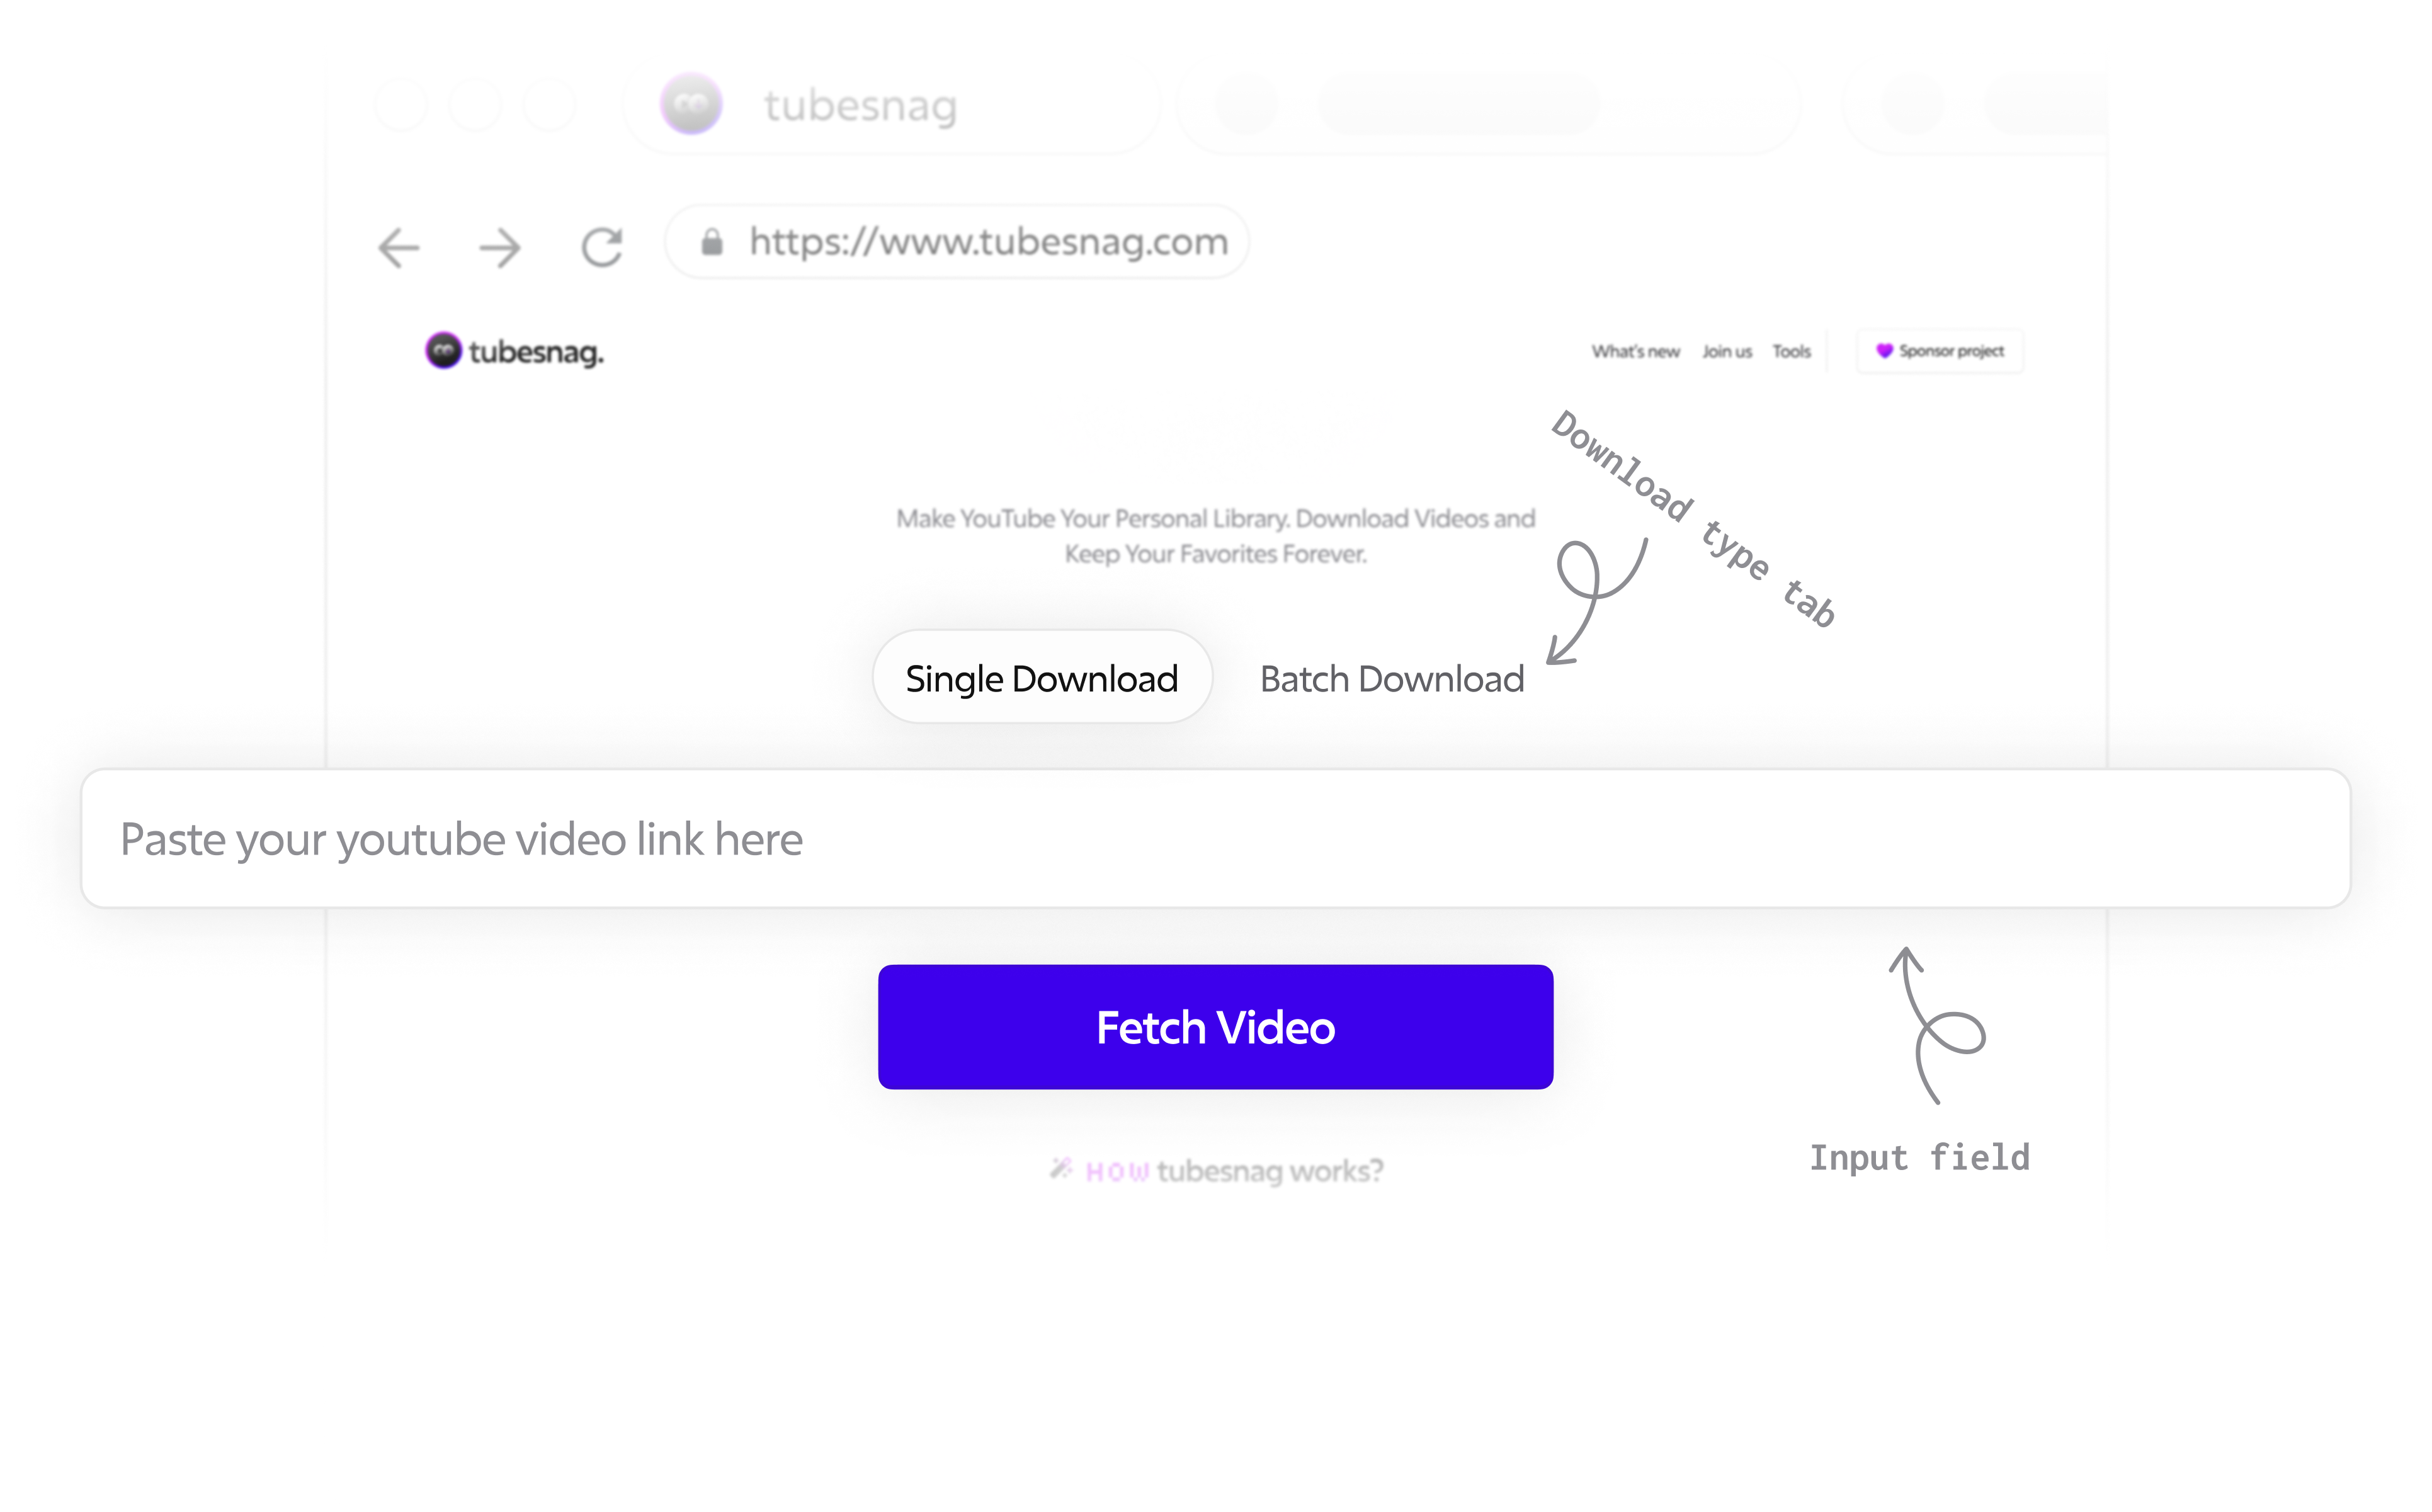 tubesnag
https://www.tubesnag.com
tubesnag.
What's new
Join us
Tools
Sponsor project
Download type tab
Make YouTube Your Personal Library. Download Videos and
Keep Your Favorites Forever.
Single Download
Batch Download
Paste your youtube video link here
Fetch Video
Input field
HOW tubesnag works?